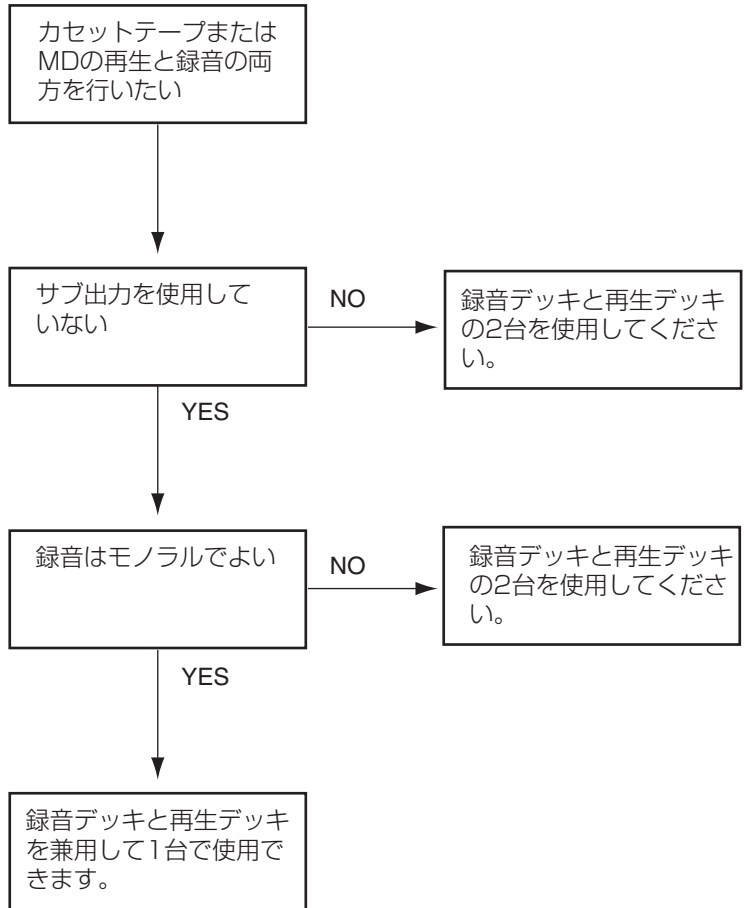 カセットテープまたは
MDの再生と録音の両
方を行いたい
サブ出力を使用して
いない
NO
録音デッキと再生デッキ
の2台を使用してくださ
い。
YES
録音はモノラルでよい
NO
録音デッキと再生デッキ
の2台を使用してくださ
い。
YES
録音デッキと再生デッキ
を兼用して1台で使用で
きます。